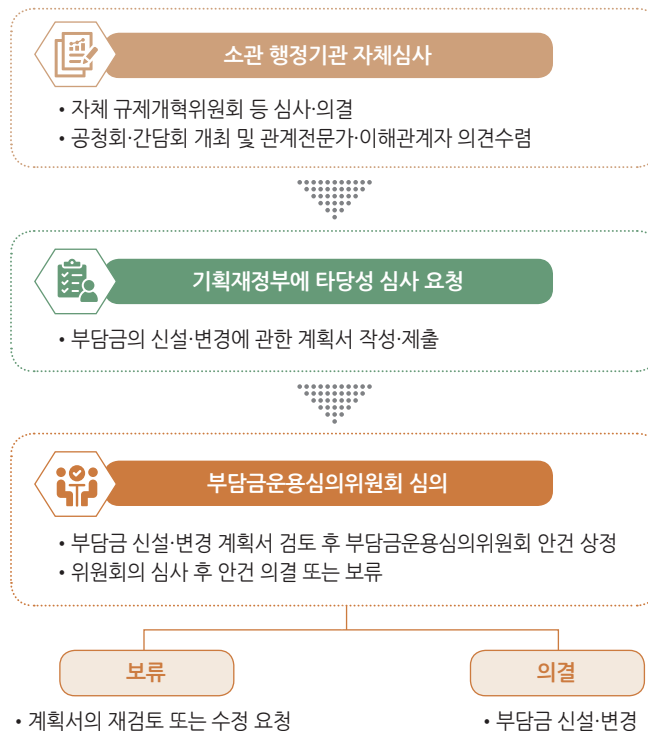 소관 행정기관 자체심사
• 자체 규제개혁위원회 등 심사·의결
• 공청회·간담회 개최 및 관계전문가·이해관계자 의견수렴
기획재정부에 타당성 심사 요청
• 부담금의 신설·변경에 관한 계획서 작성·제출
부담금운용심의위원회 심의
• 부담금 신설·변경 계획서 검토 후 부담금운용심의위원회 안건 상정
• 위원회의 심사 후 안건 의결 또는 보류
보류
• 계획서의 재검토 또는 수정 요청
의결
• 부담금 신설·변경